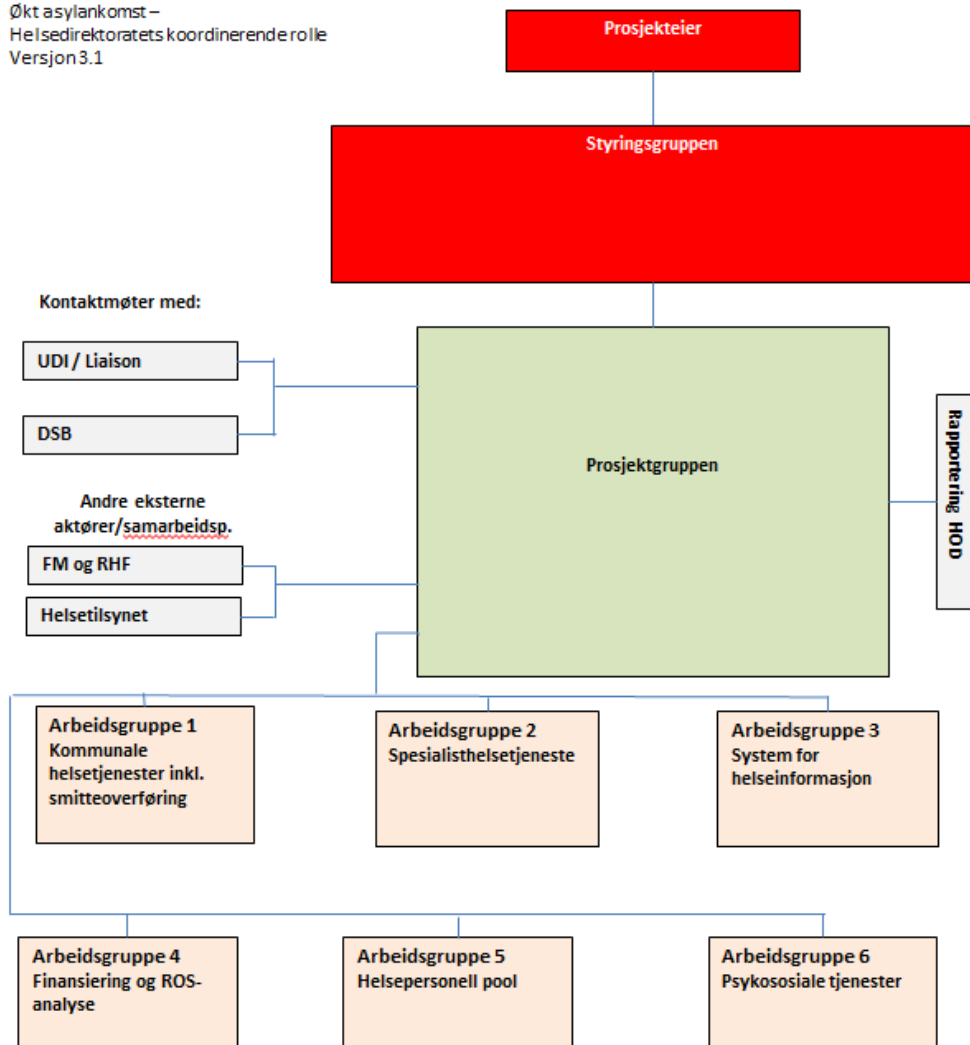 Økt asylankomst –
Helsedirektoratets koordinerende rolle
Versjon 3.1
Prosjekteier
Styringsgruppen
Kontaktmøter med:
UDI / Liaison
DSB
Prosjektgruppen
Rapportering HOD
Andre eksterne
aktører/samarbeidsp.
FM og RHF
Helsetilsynet
Arbeidsgruppe 1
Kommunale
helsetjenester inkl.
smitteoverføring
Arbeidsgruppe 2
Spesialisthelsetjeneste
Arbeidsgruppe 3
System for
helseinformasjon
Arbeidsgruppe 4
Finansiering og ROS-
analyse
Arbeidsgruppe 5
Helsepersonell pool
Arbeidsgruppe 6
Psykososiale tjenester